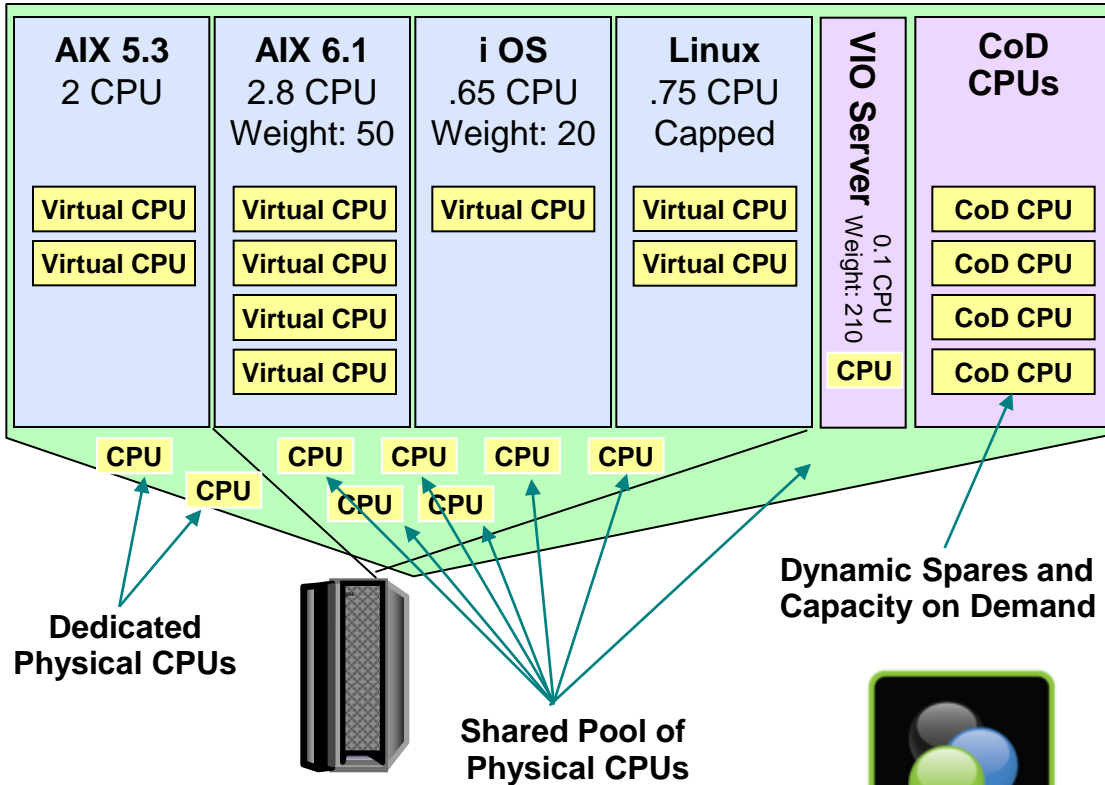 AIX 5.3
2 CPU
Virtual CPU
Virtual CPU
AIX 6.1
2.8 CPU
Weight: 50
Virtual CPU
Virtual CPU
Virtual CPU
Virtual CPU
i OS
.65 CPU
Weight: 20
Virtual CPU
Linux
.75 CPU
Capped
Virtual CPU
Virtual CPU
VIO Server
0.1 CPU
Weight: 210
CPU
CoD
CPUs
CoD CPU
CoD CPU
CoD CPU
CoD CPU
CPU
CPU
CPU
CPU
CPU
CPU
CPU
CPU
Dedicated
Physical CPUs
Shared Pool of
Physical CPUs
Dynamic Spares and
Capacity on Demand